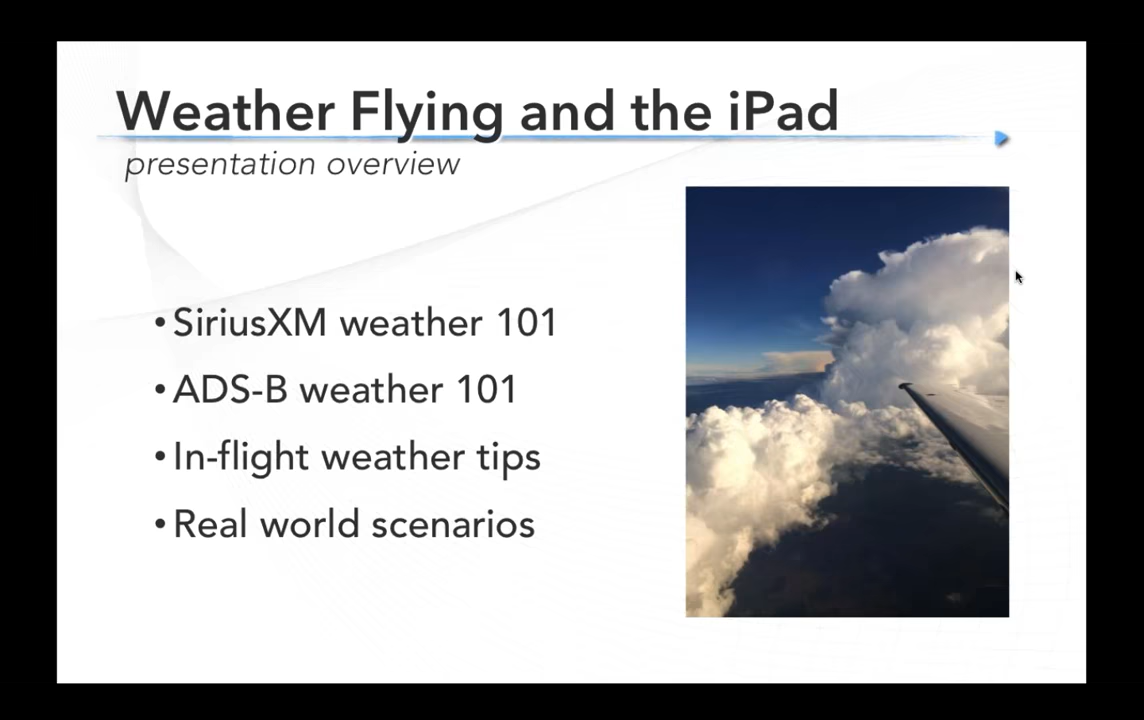 Weather Flying and the iPad
presentation overview
•SiriusXM weather 101
•ADS-B weather 101
•In-flight weather tips
•Real world scenarios